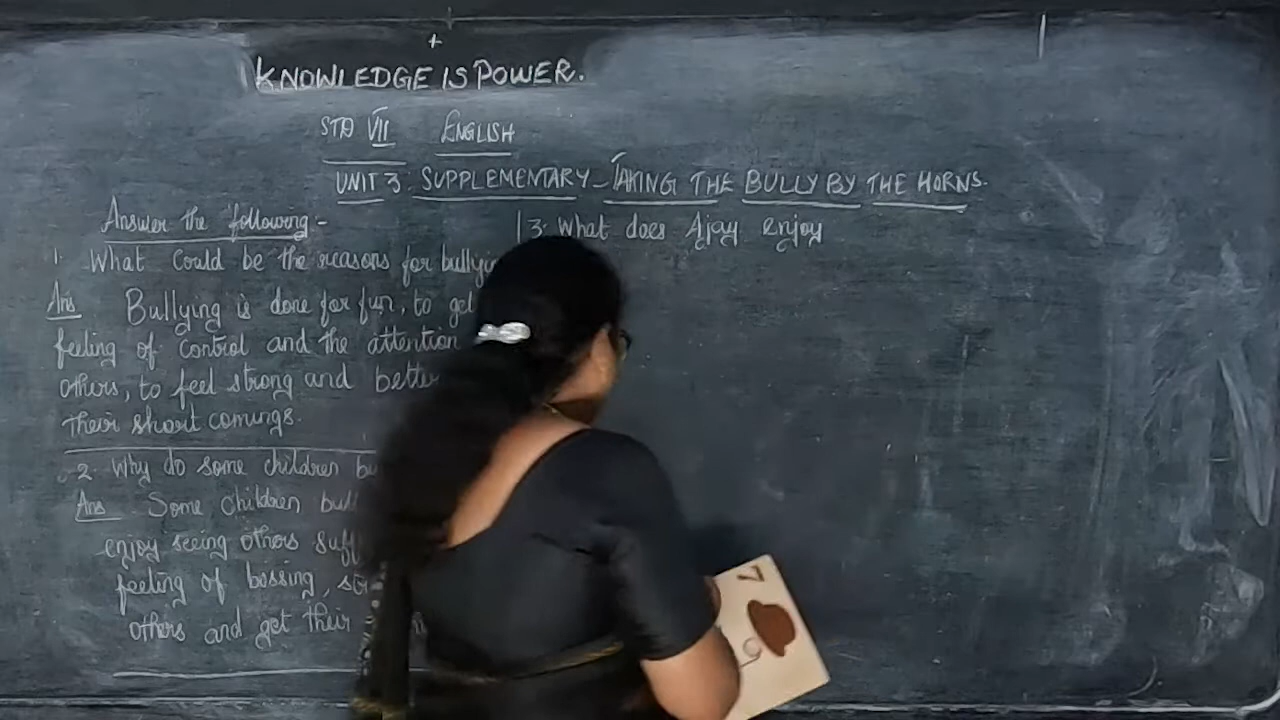 KNOWLEDGE IS POWER.
STD VII ENGLISH
UNIT 3: SUPPLEMENTARY - TAKING THE BULLY BY THE HORNS.
Answer the following:-
1. What could be the reasons for bullyin
Ans Bullying is done for fun, to get
feeling of control and the attention
others, to feel strong and better
their short comings.
2. Why do some children bu
Ans Some children bull
enjoy seeing others suff
feeling of bossing,
others and get their
3. What does Ajay enjoy
7